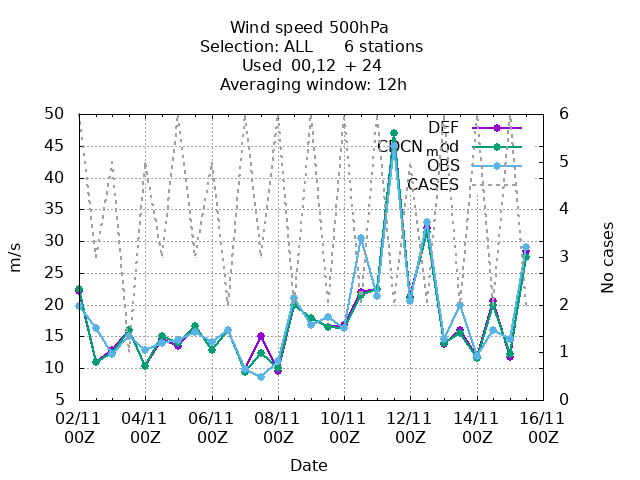 Wind speed 500hPa
Selection: ALL 6 stations
Used 00,12 + 24
Averaging window: 12h
50
45
40
35
30
25
20
15
10
5
m/s
6
5
4
3
2
1
0
No cases
DEF
CDCN_mod
OBS
CASES
02/11 04/11 06/11 08/11 10/11 12/11 14/11 16/11
00Z 00Z 00Z 00Z 00Z 00Z 00Z 00Z
Date